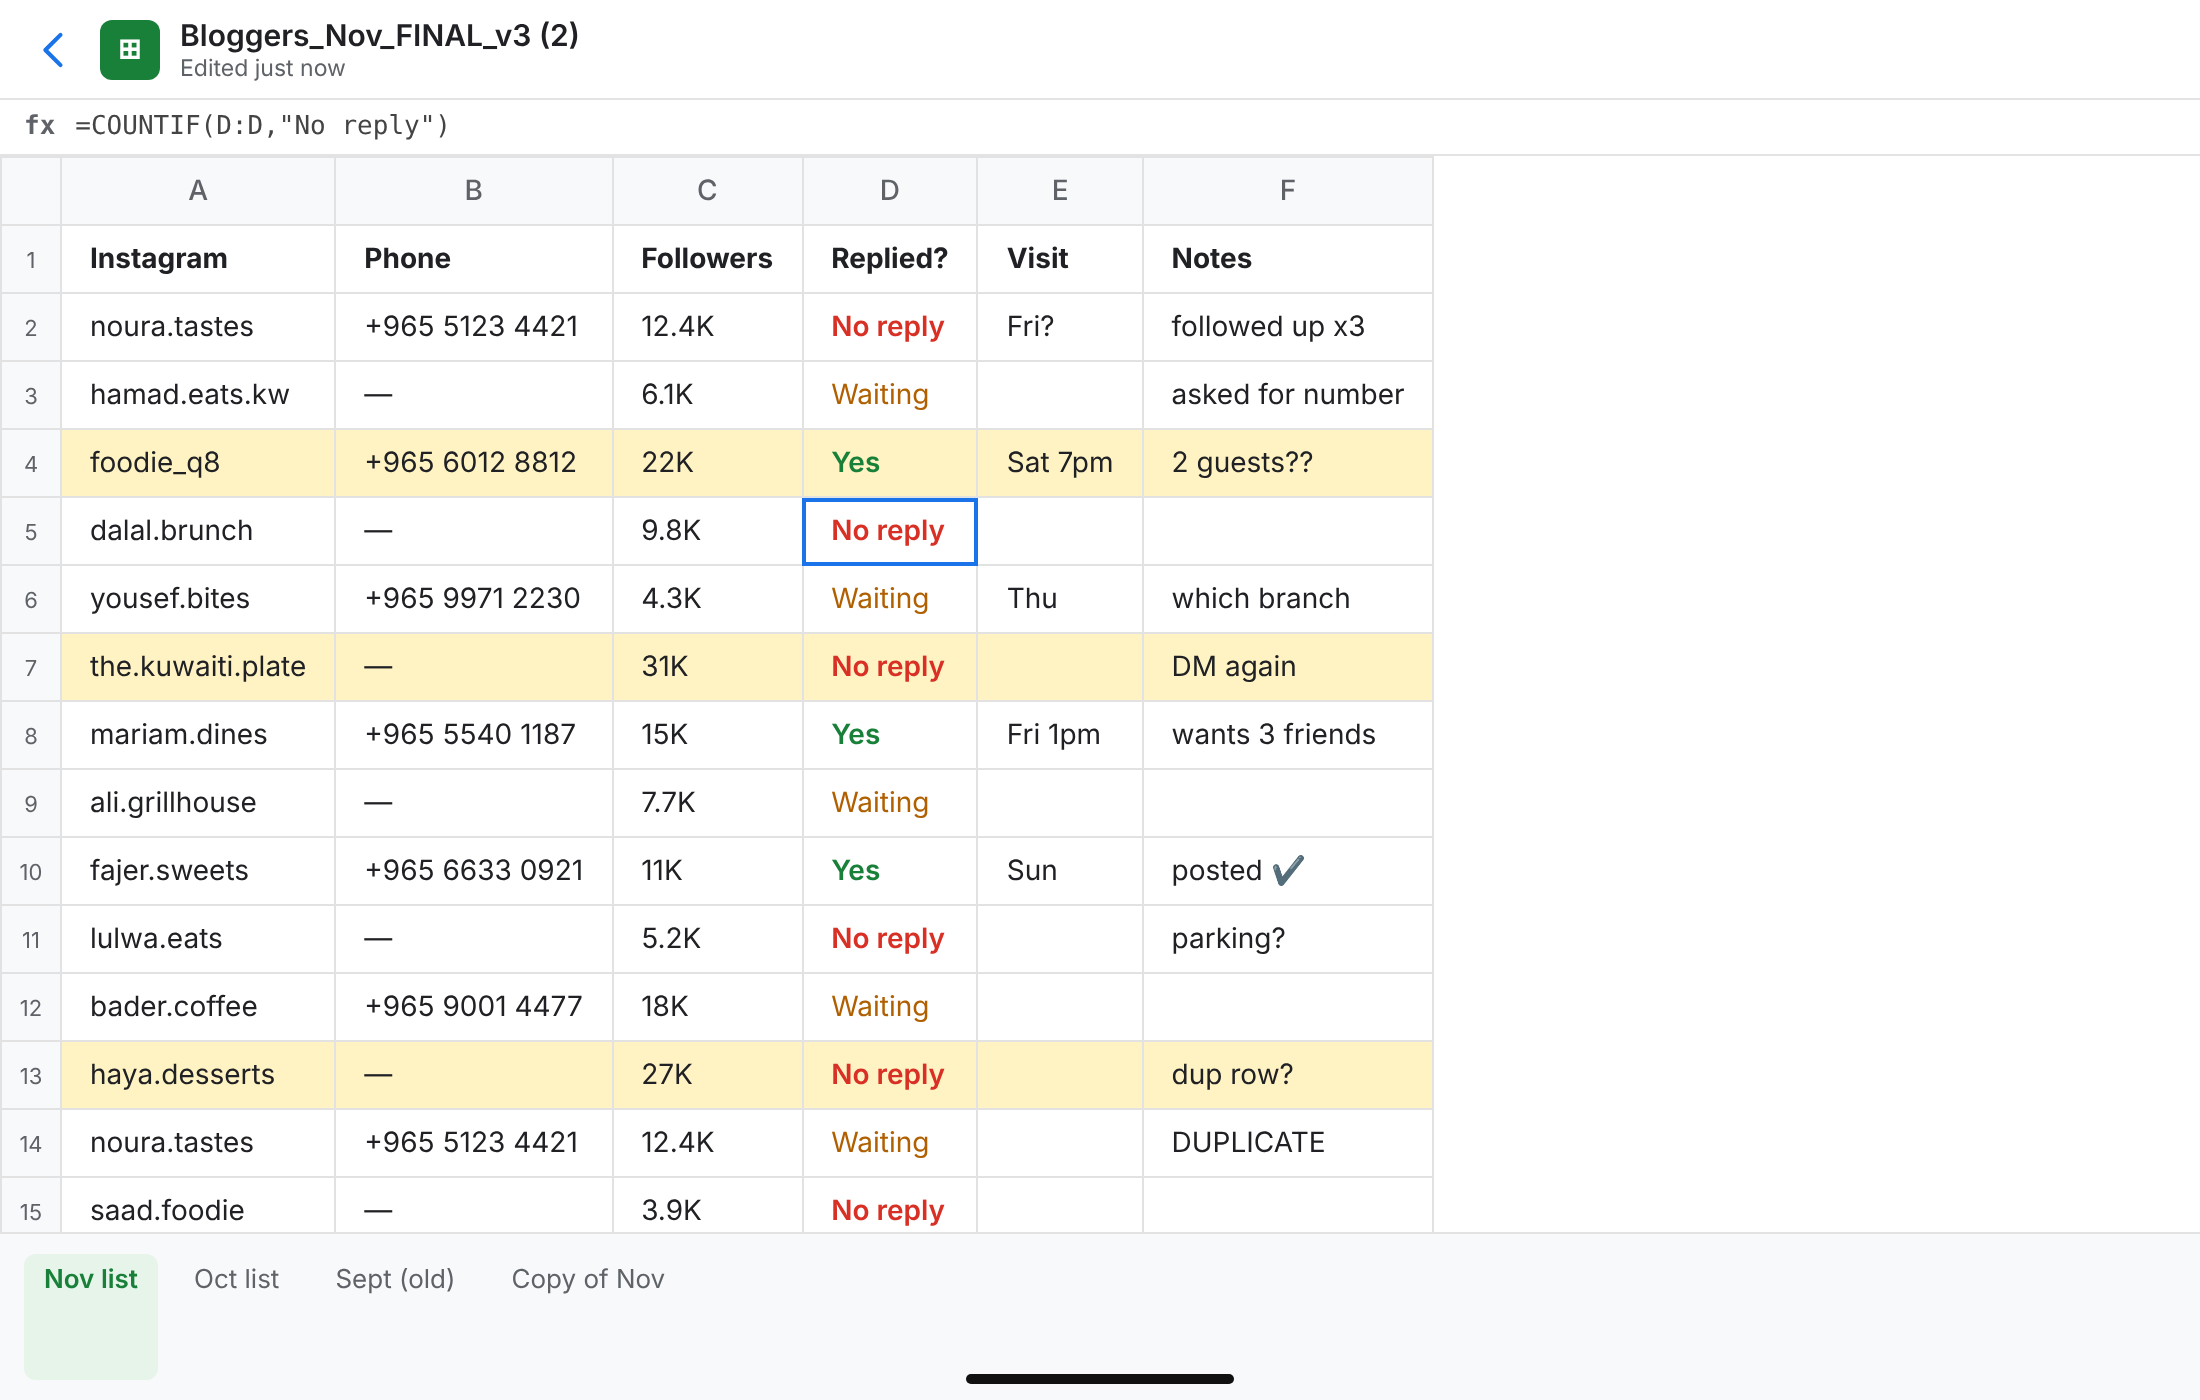 Bloggers_Nov_FINAL_v3 (2)
Edited just now
fx =COUNTIF(D:D,"No reply")
A B C D E F
1 Instagram Phone Followers Replied? Visit Notes
2 noura.tastes +965 5123 4421 12.4K No reply Fri? followed up x3
3 hamad.eats.kw — 6.1K Waiting asked for number
4 foodie_q8 +965 6012 8812 22K Yes Sat 7pm 2 guests??
5 dalal.brunch — 9.8K No reply
6 yousef.bites +965 9971 2230 4.3K Waiting Thu which branch
7 the.kuwaiti.plate — 31K No reply DM again
8 mariam.dines +965 5540 1187 15K Yes Fri 1pm wants 3 friends
9 ali.grillhouse — 7.7K Waiting
10 fajer.sweets +965 6633 0921 11K Yes Sun posted ✔️
11 lulwa.eats — 5.2K No reply parking?
12 bader.coffee +965 9001 4477 18K Waiting
13 haya.desserts — 27K No reply dup row?
14 noura.tastes +965 5123 4421 12.4K Waiting DUPLICATE
15 saad.foodie — 3.9K No reply
Nov list Oct list Sept (old) Copy of Nov